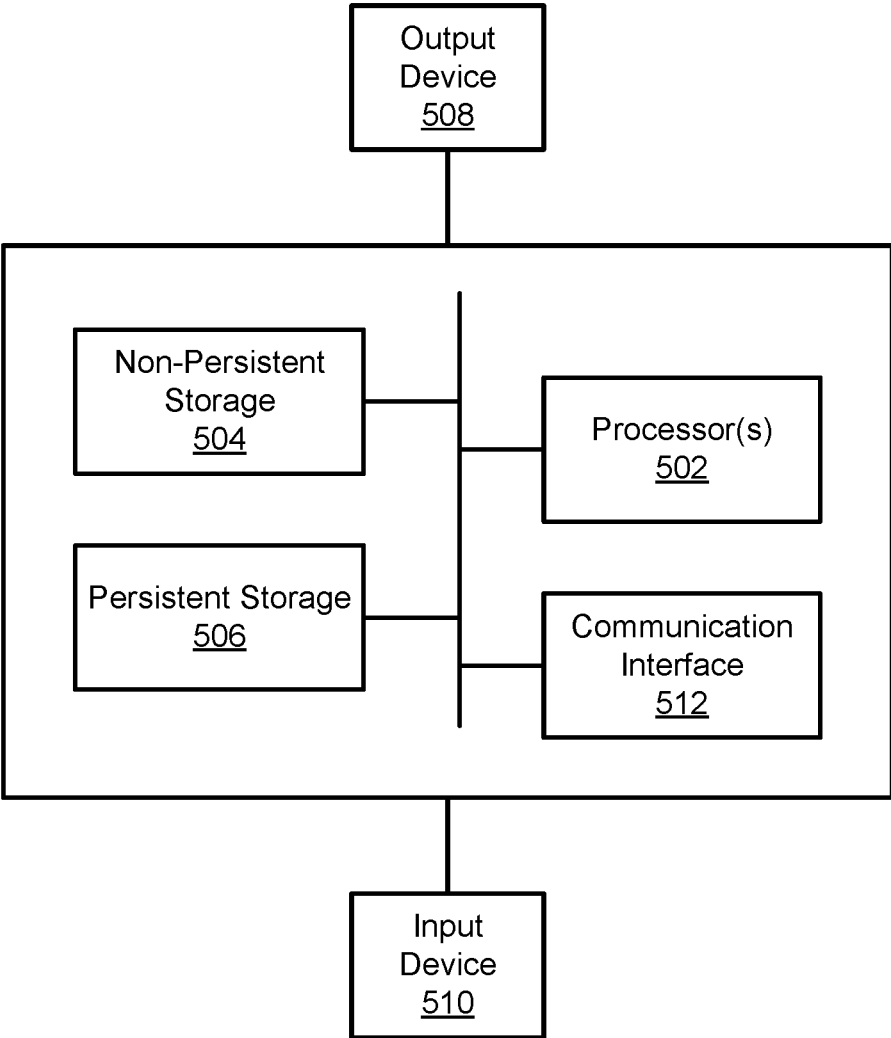 Output
Device
508
Non-Persistent
Storage
504
Processor(s)
502
Persistent Storage
506
Communication
Interface
512
Input
Device
510